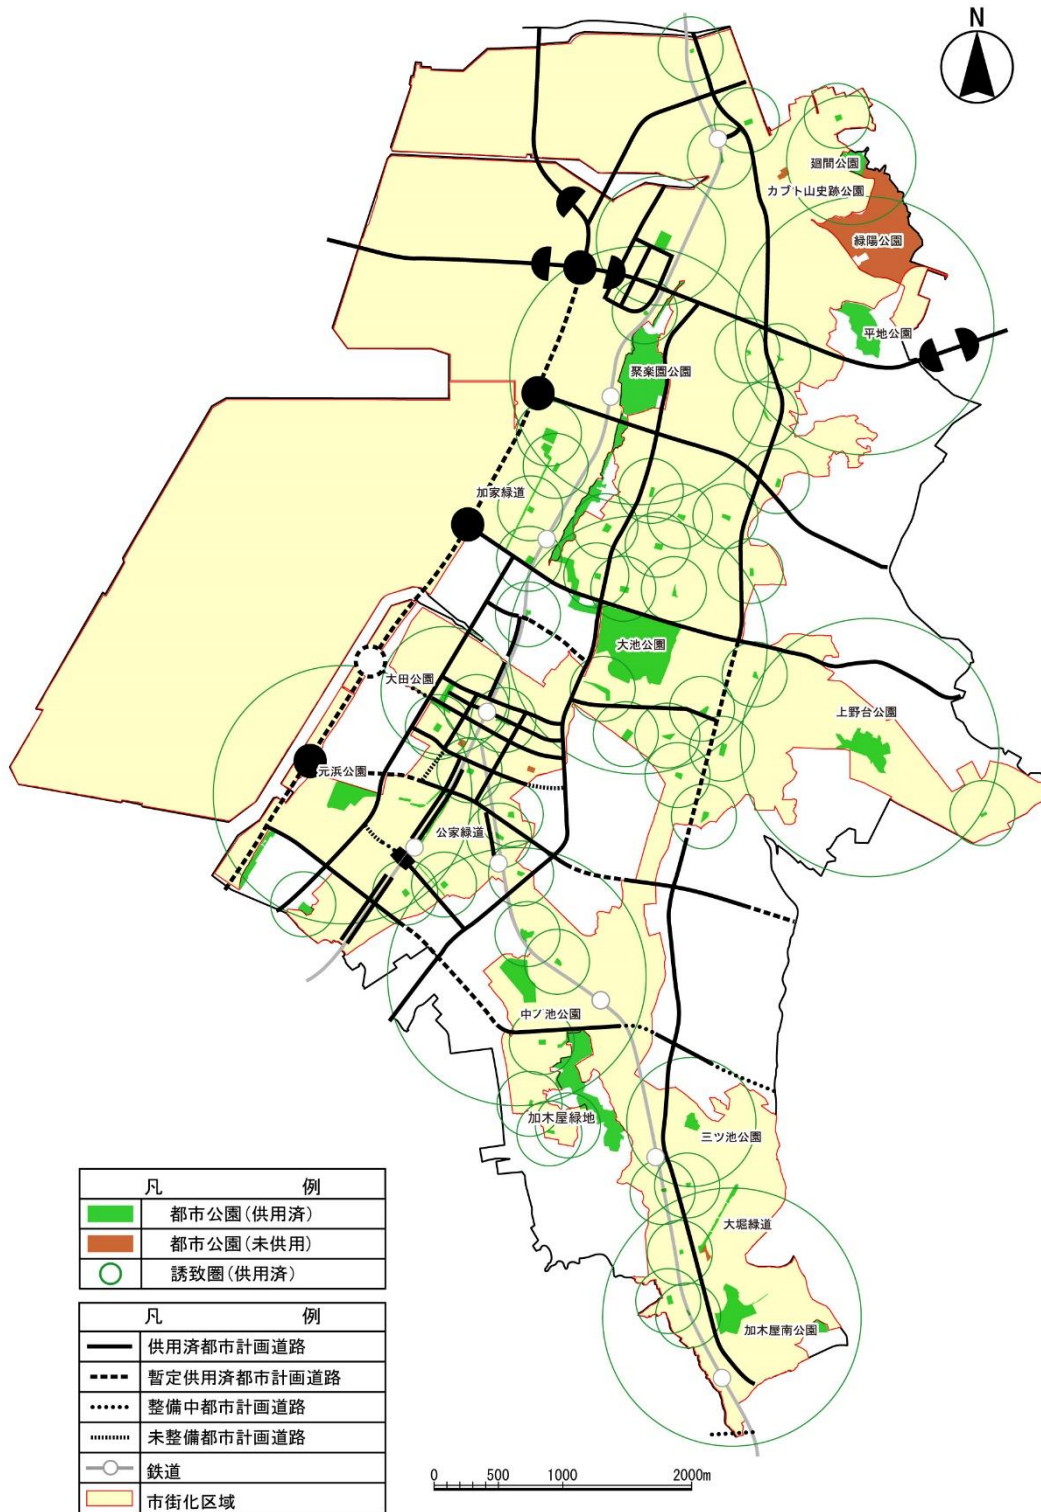 N
廻間公園
カブト山史跡公園
緑陽公園
平地公園
聚楽園公園
加家緑道
大池公園
大田公園
上野台公園
元浜公園
公家緑道
中ノ池公園
加木屋緑地
三ツ池公園
大堀緑道
加木屋南公園
凡 例
都市公園(供用済)
都市公園(未供用)
誘致圏(供用済)
凡 例
供用済都市計画道路
暫定供用済都市計画道路
整備中都市計画道路
未整備都市計画道路
鉄道
市街化区域
0 500 1000 2000m